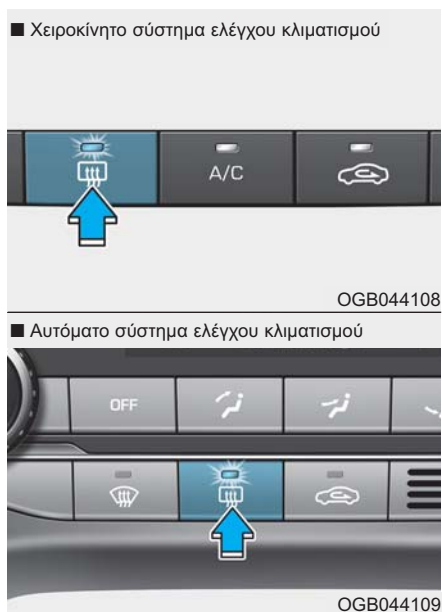 ■ Χειροκίνητο σύστημα ελέγχου κλιματισμού
A/C
OGB044108
■ Αυτόματο σύστημα ελέγχου κλιματισμού
OFF
OGB044109